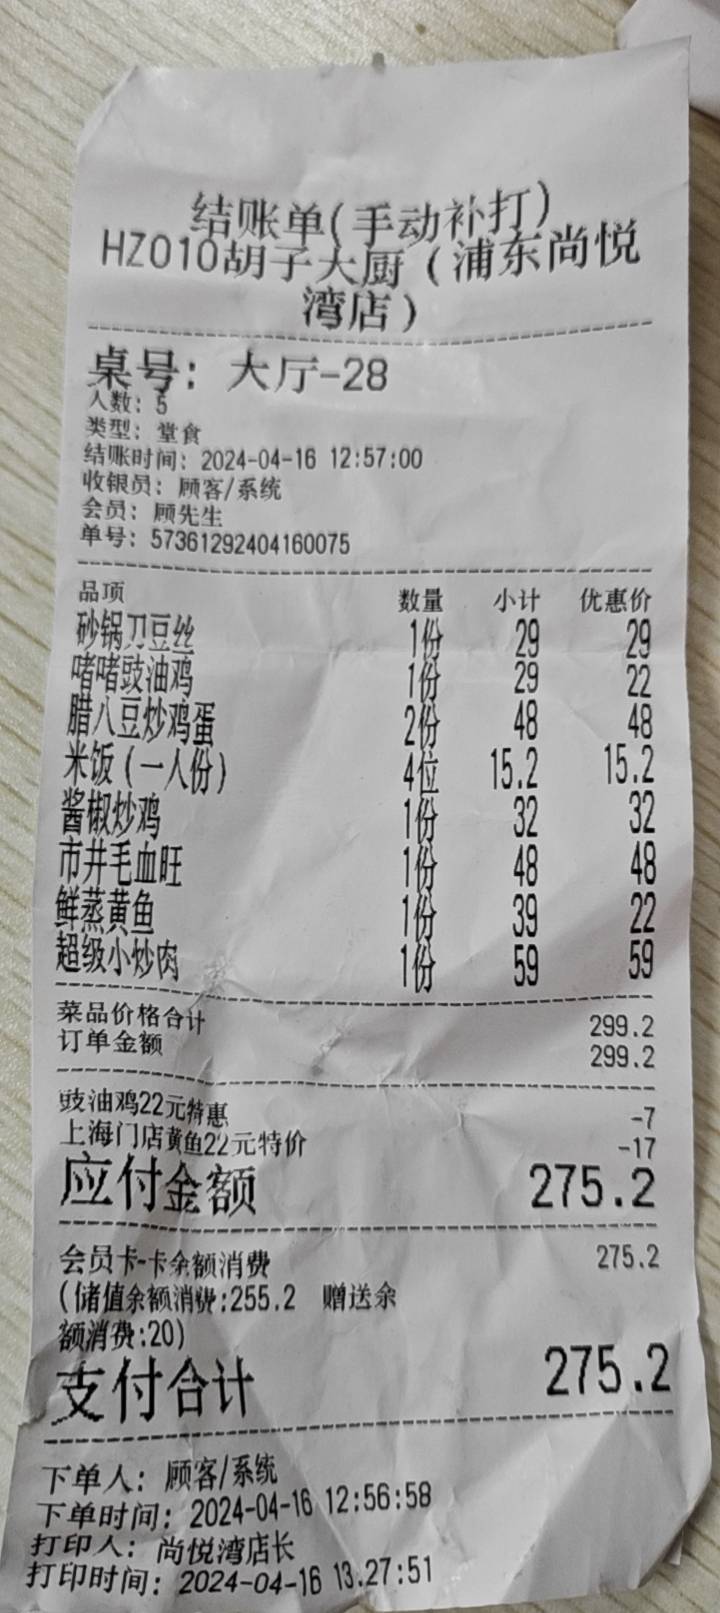 结账单(手动补打)
HZ010胡子大厨(浦东尚悦
湾店)
桌号: 大厅-28
人数: 5
类型: 堂食
结账时间: 2024-04-16 12:57:00
收银员: 顾客/系统
会员: 顾先生
单号: 57361292404160075
品项 数量 小计 优惠价
砂锅刀豆丝 1份 29 29
啫啫豉油鸡 1份 29 22
腊八豆炒鸡蛋 2份 48 48
米饭(一人份) 4位 15.2 15.2
酱椒炒鸡 1份 32 32
市井毛血旺 1份 48 48
鲜蒸黄鱼 1份 39 22
超级小炒肉 1份 59 59
菜品价格合计 299.2
订单金额 299.2
豉油鸡22元特惠 -7
上海门店黄鱼22元特价 -17
应付金额 275.2
会员卡-卡余额消费 275.2
(储值余额消费:255.2 赠送余
额消费:20)
支付合计 275.2
下单人: 顾客/系统
下单时间: 2024-04-16 12:56:58
打印人: 尚悦湾店长
打印时间: 2024-04-16 13:27:51